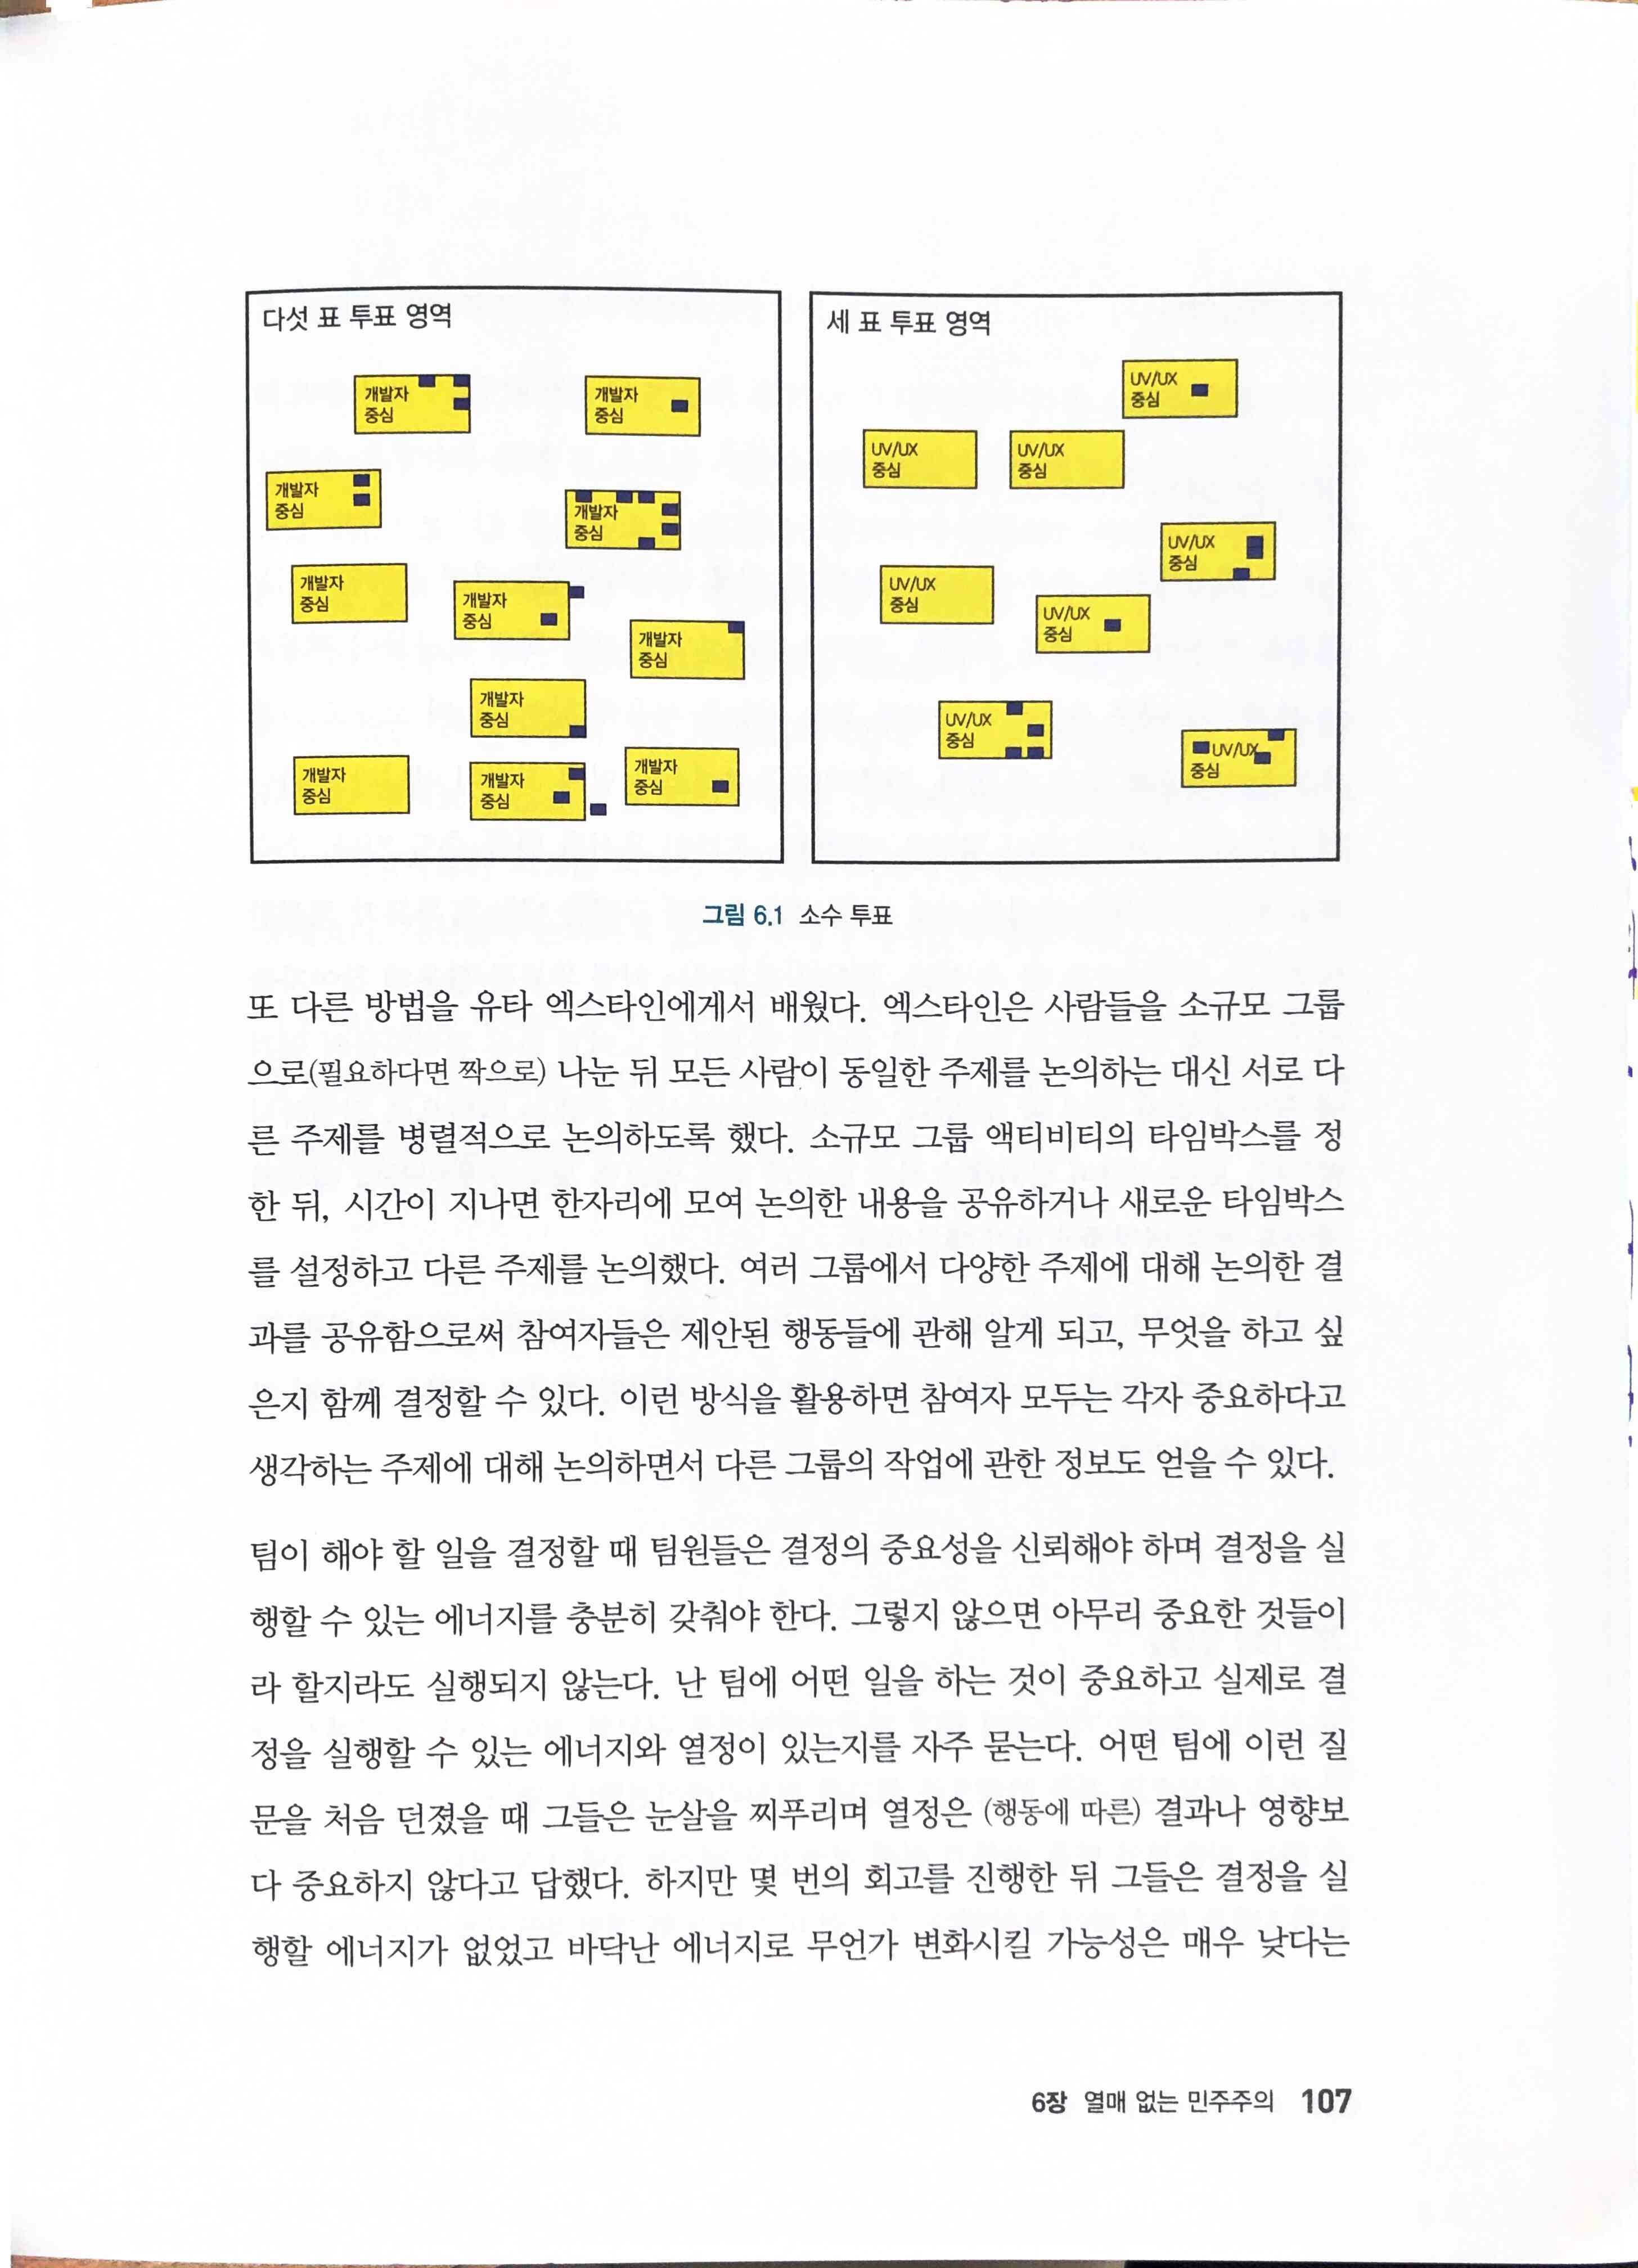 다섯 표 투표 영역
개발자
중심
개발자
중심
개발자
중심
개발자
중심
개발자
중심
개발자
중심
개발자
중심
개발자
중심
개발자
중심
개발자
중심
개발자
중심
세 표 투표 영역
UV/UX
중심
UV/UX
중심
UV/UX
중심
UV/UX
중심
UV/UX
중심
UV/UX
중심
UV/UX
중심
UV/UX
중심
그림 6.1 소수 투표
또 다른 방법을 유타 엑스타인에게서 배웠다. 엑스타인은 사람들을 소규모 그룹
으로(필요하다면 짝으로) 나눈 뒤 모든 사람이 동일한 주제를 논의하는 대신 서로 다
른 주제를 병렬적으로 논의하도록 했다. 소규모 그룹 액티비티의 타임박스를 정
한 뒤, 시간이 지나면 한자리에 모여 논의한 내용을 공유하거나 새로운 타임박스
를 설정하고 다른 주제를 논의했다. 여러 그룹에서 다양한 주제에 대해 논의한 결
과를 공유함으로써 참여자들은 제안된 행동들에 관해 알게 되고, 무엇을 하고 싶
은지 함께 결정할 수 있다. 이런 방식을 활용하면 참여자 모두는 각자 중요하다고
생각하는 주제에 대해 논의하면서 다른 그룹의 작업에 관한 정보도 얻을 수 있다.
팀이 해야 할 일을 결정할 때 팀원들은 결정의 중요성을 신뢰해야 하며 결정을 실
행할 수 있는 에너지를 충분히 갖춰야 한다. 그렇지 않으면 아무리 중요한 것들이
라 할지라도 실행되지 않는다. 난 팀에 어떤 일을 하는 것이 중요하고 실제로 결
정을 실행할 수 있는 에너지와 열정이 있는지를 자주 묻는다. 어떤 팀에 이런 질
문을 처음 던졌을 때 그들은 눈살을 찌푸리며 열정은 (행동에 따른) 결과나 영향보
다 중요하지 않다고 답했다. 하지만 몇 번의 회고를 진행한 뒤 그들은 결정을 실
행할 에너지가 없었고 바닥난 에너지로 무언가 변화시킬 가능성은 매우 낮다는
6장 열매 없는 민주주의 107